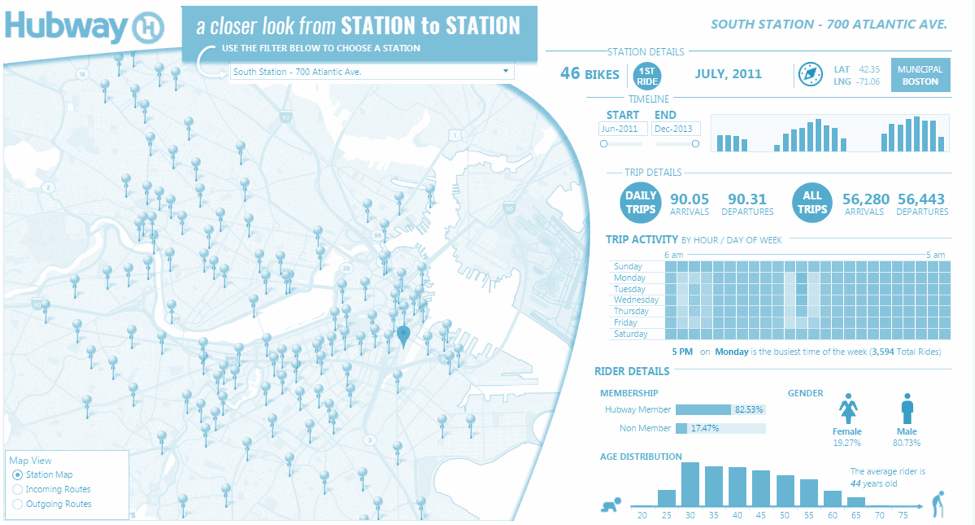 Hubway
H
a closer look from STATION to STATION
USE THE FILTER BELOW TO CHOOSE A STATION
South Station - 700 Atlantic Ave.
SOUTH STATION - 700 ATLANTIC AVE.
STATION DETAILS
46 BIKES
1ST RIDE
JULY, 2011
LAT 42.35
LNG -71.06
MUNICIPAL
BOSTON
TIMELINE
START END
Jun-2011 Dec-2013
TRIP DETAILS
DAILY TRIPS
90.05 ARRIVALS
90.31 DEPARTURES
ALL TRIPS
56,280 ARRIVALS
56,443 DEPARTURES
TRIP ACTIVITY BY HOUR / DAY OF WEEK
6 am 5 am
Sunday
Monday
Tuesday
Wednesday
Thursday
Friday
Saturday
5 PM on Monday is the busiest time of the week (3,594 Total Rides)
RIDER DETAILS
MEMBERSHIP
Hubway Member 82.53%
Non Member 17.47%
GENDER
Female Male
19.27% 80.73%
AGE DISTRIBUTION
The average rider is
44 years old
20 25 30 35 40 45 50 55 60 65 70 75
Map View
Station Map
Incoming Routes
Outgoing Routes